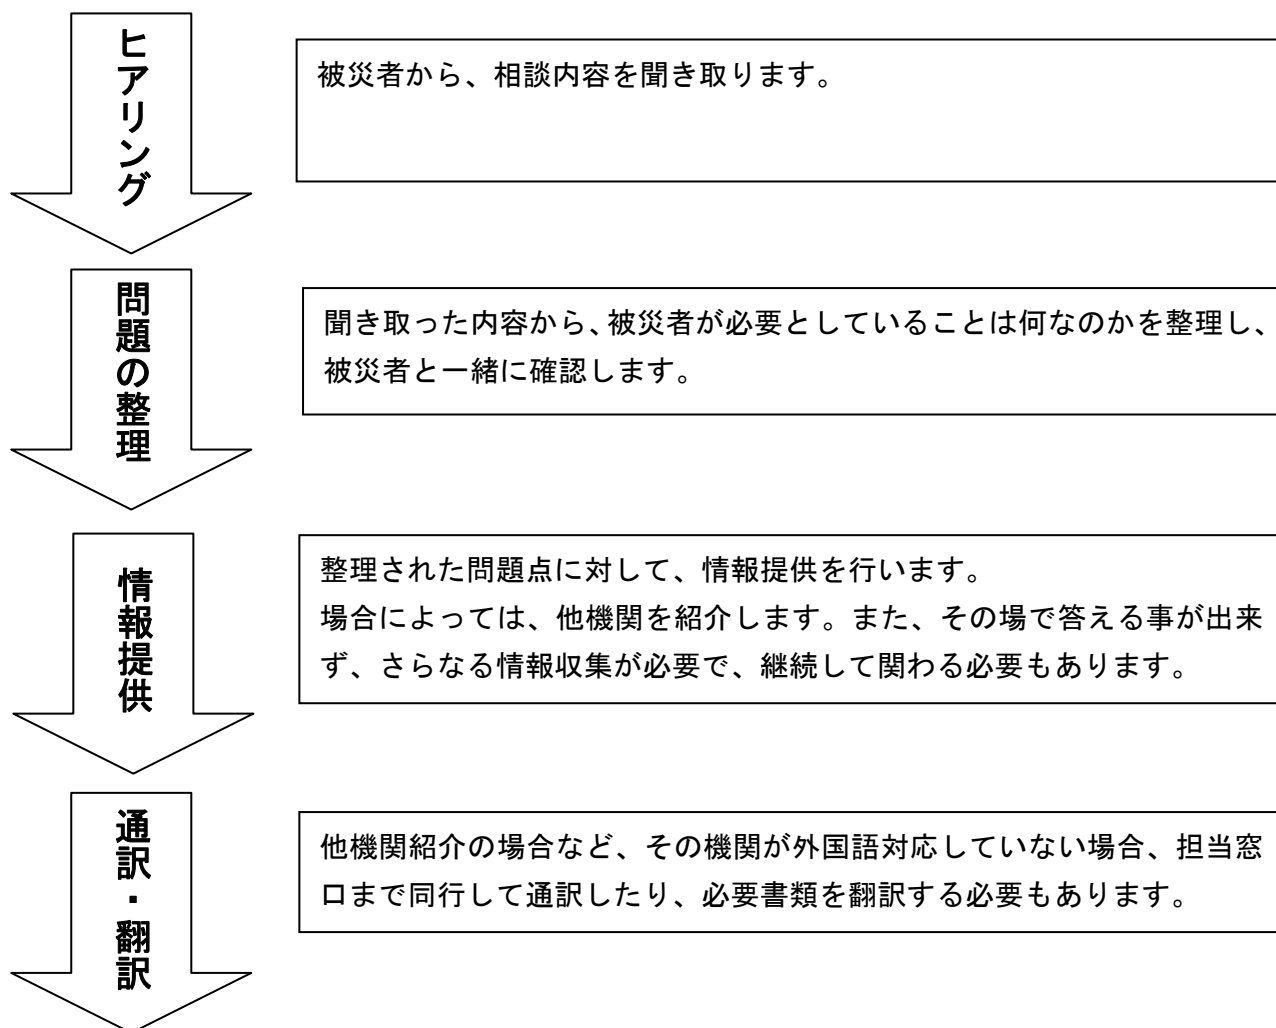 ヒアリング
被災者から、相談内容を聞き取ります。
問題の整理
聞き取った内容から、被災者が必要としていることは何なのかを整理し、
被災者と一緒に確認します。
情報提供
整理された問題点に対して、情報提供を行います。
場合によっては、他機関を紹介します。また、その場で答える事が出来
ず、さらなる情報収集が必要で、継続して関わる必要もあります。
通訳・翻訳
他機関紹介の場合など、その機関が外国語対応していない場合、担当窓
口まで同行して通訳したり、必要書類を翻訳する必要もあります。